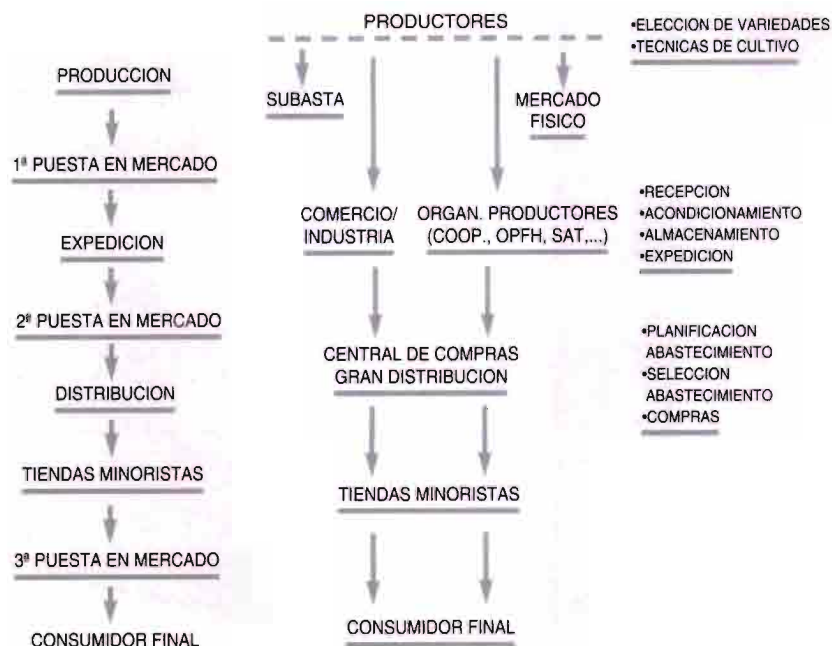 PRODUCCION
1ª PUESTA EN MERCADO
EXPEDICION
2ª PUESTA EN MERCADO
DISTRIBUCION
TIENDAS MINORISTAS
3ª PUESTA EN MERCADO
CONSUMIDOR FINAL
PRODUCTORES
SUBASTA
MERCADO
FISICO
COMERCIO/
INDUSTRIA
ORGAN. PRODUCTORES
(COOP., OPFH, SAT,...)
CENTRAL DE COMPRAS
GRAN DISTRIBUCION
TIENDAS MINORISTAS
CONSUMIDOR FINAL
•ELECCION DE VARIEDADES
•TECNICAS DE CULTIVO
•RECEPCION
•ACONDICIONAMIENTO
•ALMACENAMIENTO
•EXPEDICION
•PLANIFICACION
ABASTECIMIENTO
•SELECCION
ABASTECIMIENTO
•COMPRAS